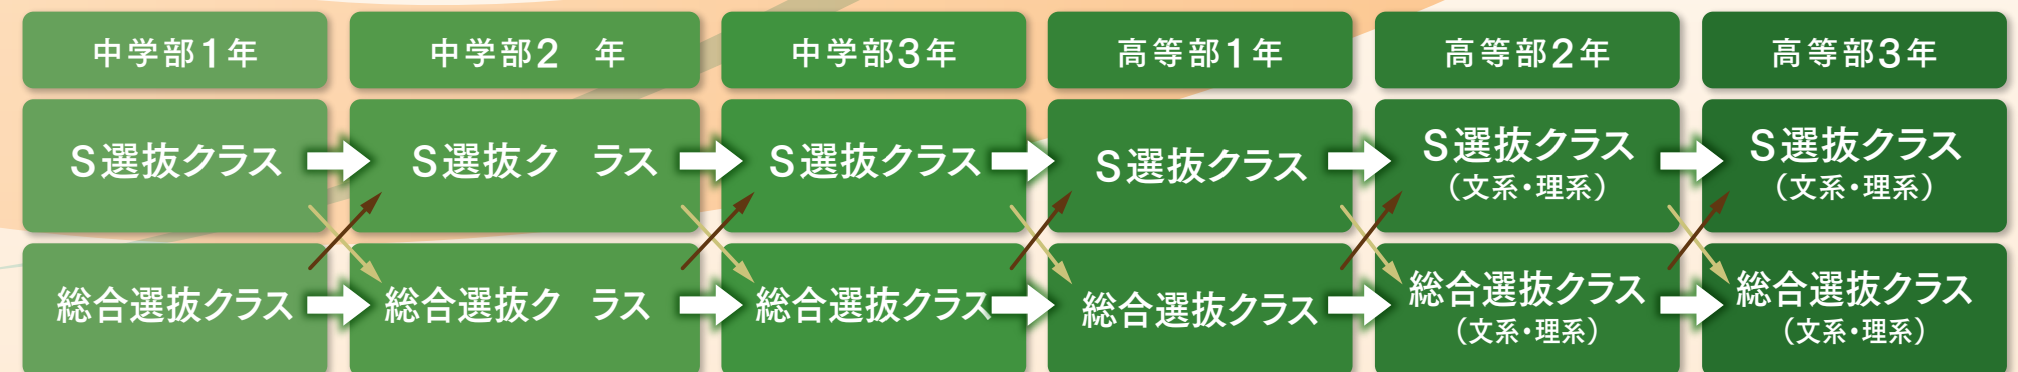 中学部1年
中学部2　年
中学部3年
高等部1年
高等部2年
高等部3年
S選抜クラス
S選抜ク　ラス
S選抜クラス
S選抜クラス
S選抜クラス
（文系・理系）
S選抜クラス
（文系・理系）
総合選抜クラス
総合選抜ク　ラス
総合選抜クラス
総合選抜クラス
総合選抜クラス
（文系・理系）
総合選抜クラス
（文系・理系）